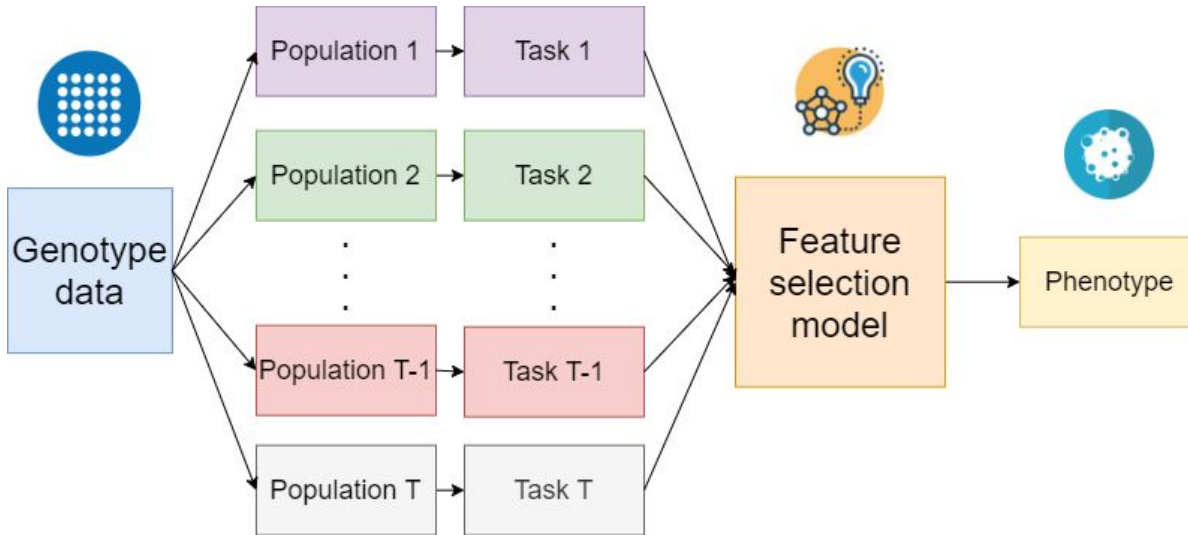 Population 1
Task 1
Population 2
Task 2
Genotype
data
.
.
.
.
.
.
Feature
selection
model
Phenotype
Population T-1
Task T-1
Population T
Task T